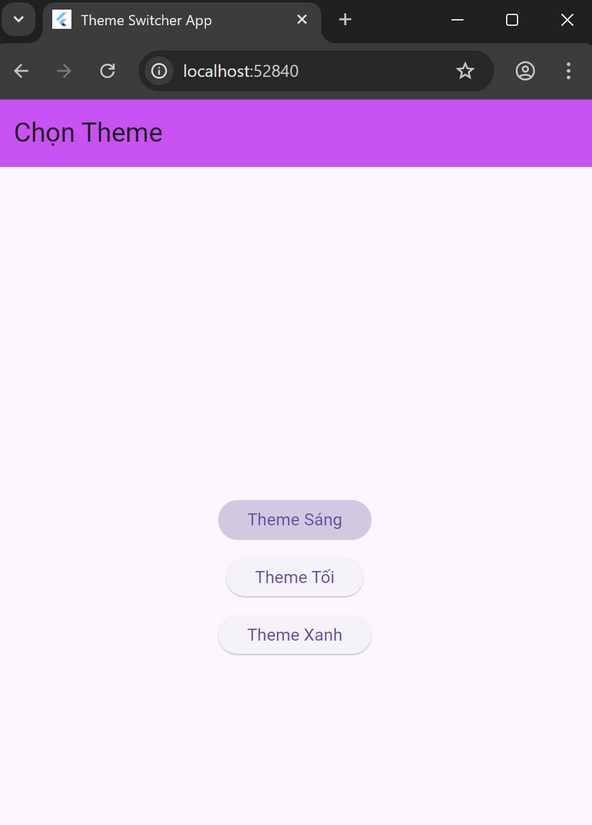 Theme Switcher App
localhost:52840
Chọn Theme
Theme Sáng
Theme Tối
Theme Xanh